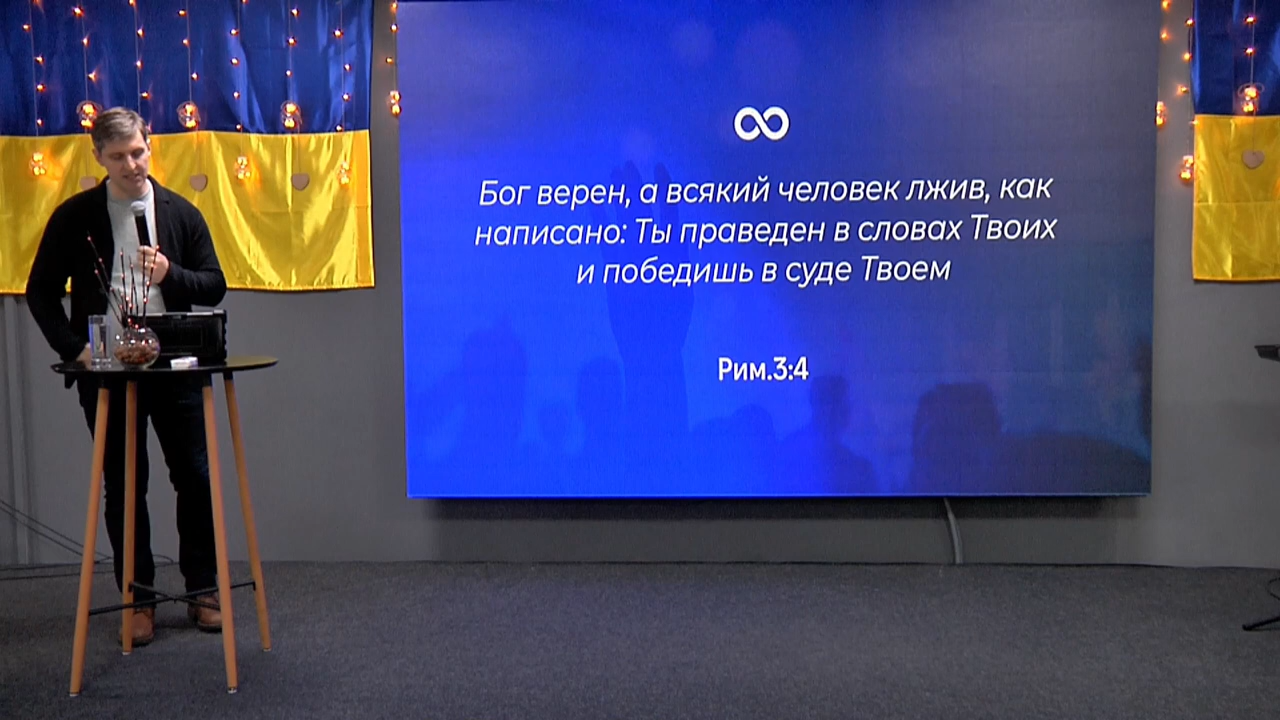 Бог верен, а всякий человек лжив, как
написано: Ты праведен в словах Твоих
и победишь в суде Твоем
Рим.3:4